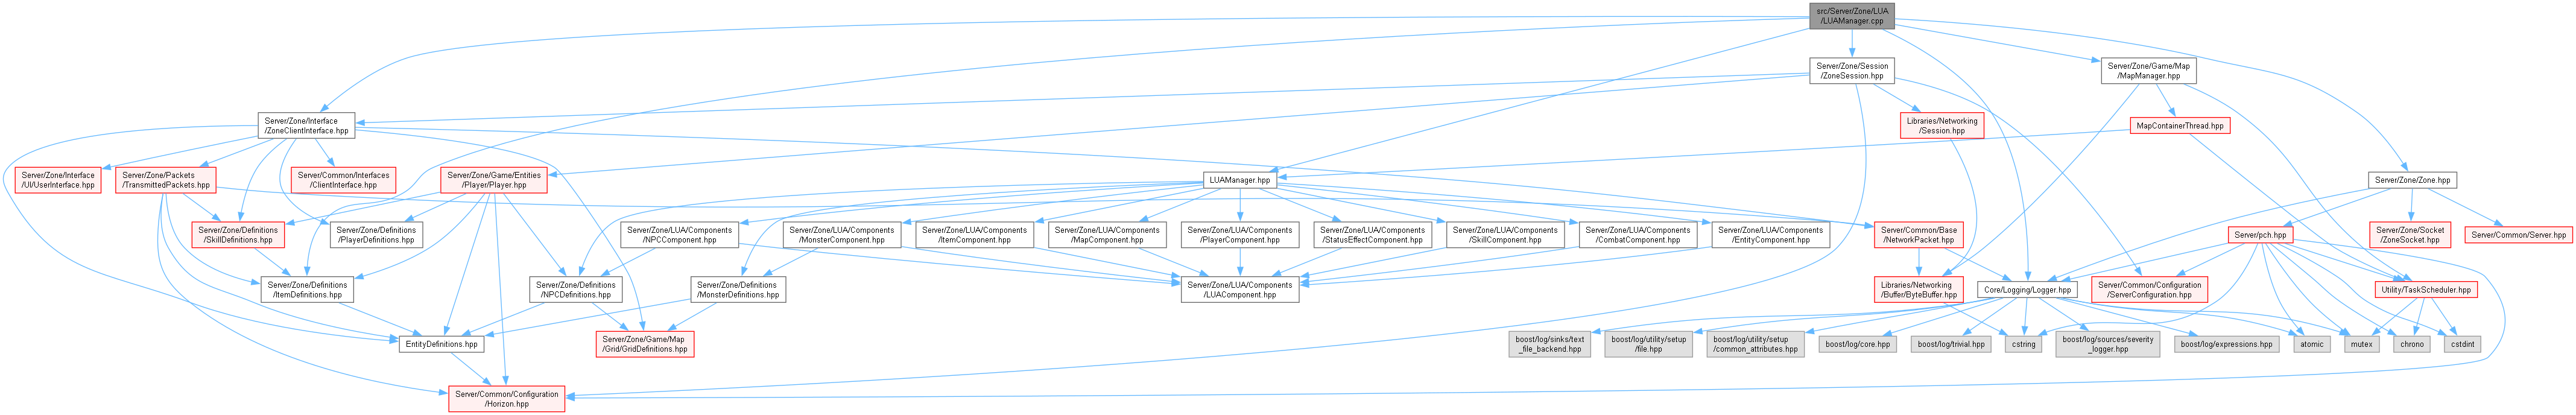 src/Server/Zone/LUA
/LUAManager.cpp
Server/Zone/Session
/ZoneSession.hpp
Server/Zone/Game/Map
/MapManager.hpp
Server/Zone/Interface
/ZoneClientInterface.hpp
Libraries/Networking
/Session.hpp
MapContainerThread.hpp
Server/Zone/Interface
/UI/UserInterface.hpp
Server/Zone/Packets
/TransmittedPackets.hpp
Server/Common/Interfaces
/ClientInterface.hpp
Server/Zone/Game/Entities
/Player/Player.hpp
LUAManager.hpp
Server/Zone/Zone.hpp
Server/Zone/Definitions
/SkillDefinitions.hpp
Server/Zone/Definitions
/PlayerDefinitions.hpp
Server/Zone/LUA/Components
/NPCComponent.hpp
Server/Zone/LUA/Components
/MonsterComponent.hpp
Server/Zone/LUA/Components
/ItemComponent.hpp
Server/Zone/LUA/Components
/MapComponent.hpp
Server/Zone/LUA/Components
/PlayerComponent.hpp
Server/Zone/LUA/Components
/StatusEffectComponent.hpp
Server/Zone/LUA/Components
/SkillComponent.hpp
Server/Zone/LUA/Components
/CombatComponent.hpp
Server/Zone/LUA/Components
/EntityComponent.hpp
Server/Common/Base
/NetworkPacket.hpp
Server/pch.hpp
Server/Zone/Socket
/ZoneSocket.hpp
Server/Common/Server.hpp
Server/Zone/Definitions
/ItemDefinitions.hpp
Server/Zone/Definitions
/NPCDefinitions.hpp
Server/Zone/Definitions
/MonsterDefinitions.hpp
Server/Zone/LUA/Components
/LUAComponent.hpp
Libraries/Networking
/Buffer/ByteBuffer.hpp
Core/Logging/Logger.hpp
Server/Common/Configuration
/ServerConfiguration.hpp
Utility/TaskScheduler.hpp
EntityDefinitions.hpp
Server/Zone/Game/Map
/Grid/GridDefinitions.hpp
boost/log/sinks/text
_file_backend.hpp
boost/log/utility/setup
/file.hpp
boost/log/utility/setup
/common_attributes.hpp
boost/log/core.hpp
boost/log/trivial.hpp
cstring
boost/log/sources/severity
_logger.hpp
boost/log/expressions.hpp
atomic
mutex
chrono
cstdint
Server/Common/Configuration
/Horizon.hpp